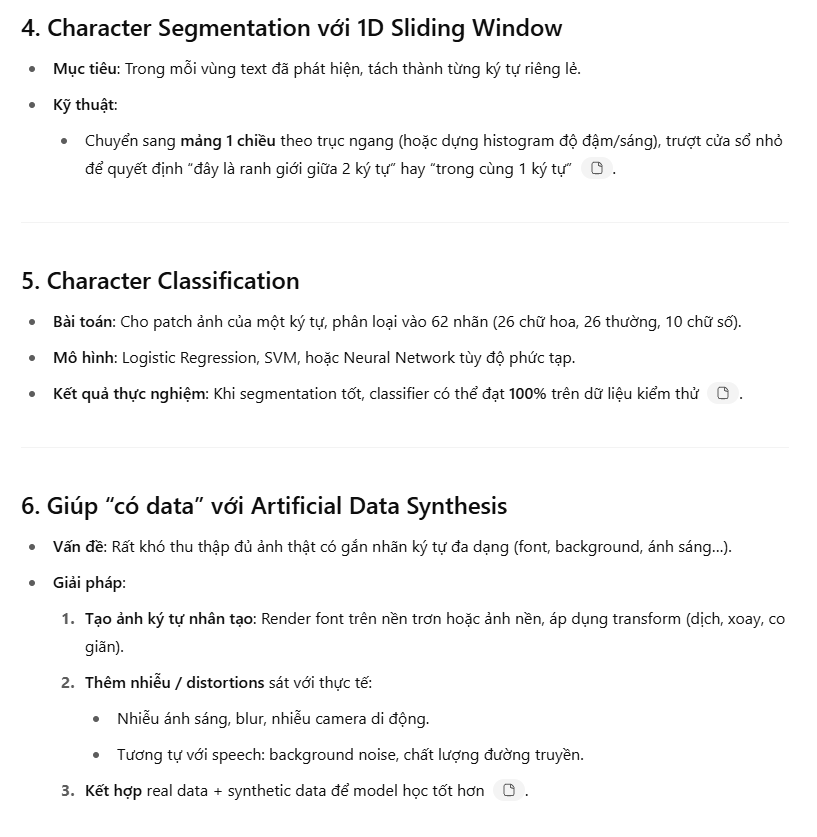 4. Character Segmentation với 1D Sliding Window
• Mục tiêu: Trong mỗi vùng text đã phát hiện, tách thành từng ký tự riêng lẻ.
• Kỹ thuật:
• Chuyển sang mảng 1 chiều theo trục ngang (hoặc dựng histogram độ đậm/sáng), trượt cửa sổ nhỏ
để quyết định “đây là ranh giới giữa 2 ký tự” hay “trong cùng 1 ký tự” .
5. Character Classification
• Bài toán: Cho patch ảnh của một ký tự, phân loại vào 62 nhãn (26 chữ hoa, 26 thường, 10 chữ số).
• Mô hình: Logistic Regression, SVM, hoặc Neural Network tùy độ phức tạp.
• Kết quả thực nghiệm: Khi segmentation tốt, classifier có thể đạt 100% trên dữ liệu kiểm thử .
6. Giúp “có data” với Artificial Data Synthesis
• Vấn đề: Rất khó thu thập đủ ảnh thật có gắn nhãn ký tự đa dạng (font, background, ánh sáng...).
• Giải pháp:
1. Tạo ảnh ký tự nhân tạo: Render font trên nền trơn hoặc ảnh nền, áp dụng transform (dịch, xoay, co
giãn).
2. Thêm nhiễu / distortions sát với thực tế:
• Nhiễu ánh sáng, blur, nhiễu camera di động.
• Tương tự với speech: background noise, chất lượng đường truyền.
3. Kết hợp real data + synthetic data để model học tốt hơn .